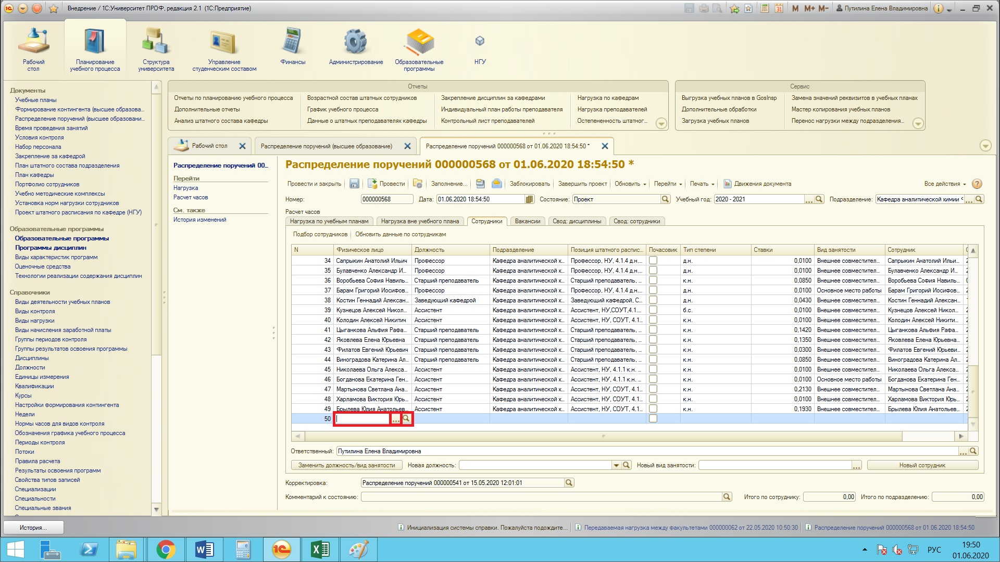 Внедрение / 1С:Университет ПРОФ, редакция 2.1 (1С:Предприятие)
M M+ M- Путилина Елена Владимировна
Рабочий стол
Планирование учебного процесса
Структура университета
Управление студенческим составом
Финансы
Администрирование
Образовательные программы
НГУ
Документы
Учебные планы
Формирование контингента (высшее образова...
Распределение поручений (высшее образовани...
Время проведения занятий
Условия контроля
Набор персонала
Закрепление за кафедрой
План штатного состава подразделения
План кафедры
Портфолио сотрудников
Учебно методические комплексы
Установка норм нагрузки сотрудников
Проект штатного расписания по кафедре (НГУ)
Образовательные программы
Образовательные программы
Программы дисциплин
Виды характеристик программ
Оценочные средства
Технологии реализации содержания дисциплин
Справочники
Виды деятельности учебных планов
Виды контроля
Виды нагрузки
Виды начисления заработной платы
Группы периодов контроля
Группы результатов освоения программы
Дисциплины
Должности
Единицы измерения
Квалификации
Курсы
Настройки формирования контингента
Недели
Нормы часов для видов контроля
Обозначения графика учебного процесса
Периоды контроля
Потоки
Правила расчета
Результаты освоения программ
Свойства типов записей
Специализации
Специальности
Специальные звания
Отчеты
Отчеты по планированию учебного процесса
Дополнительные отчеты
Анализ штатного состава кафедры
Возрастной состав штатных сотрудников
График учебного процесса
Данные о штатных преподавателях кафедры
Закрепление дисциплин за кафедрами
Индивидуальный план работы преподавателя
Контрольный лист преподавателей
Нагрузка по кафедрам
Нагрузка преподавателей
Остепененность штатног...
Сервис
Выгрузка учебных планов в GosInsp
Дополнительные обработки
Загрузка учебных планов
Замена значений реквизитов в учебных планах
Мастер копирования учебных планов
Перенос нагрузки между подразделения...
Рабочий стол
Распределение поручений (высшее образование)
Распределение поручений 000000568 от 01.06.2020 18:54:50 *
Распределение поручений 00...
Перейти
Нагрузка
Расчет часов
См. также
История изменений
Распределение поручений 000000568 от 01.06.2020 18:54:50 *
Провести и закрыть Провести Заполнение... Заблокировать Завершить проект Обновить Перейти Печать Движения документа Все действия
Номер: 000000568 Дата: 01.06.2020 18:54:50 Состояние: Проект Учебный год: 2020 - 2021 ... Подразделение: Кафедра аналитической химии ...
Расчет часов
Нагрузка по учебным планам Нагрузка вне учебного плана Сотрудники Вакансии Свод: дисциплины Свод: сотрудники
Подбор сотрудников Обновить данные по сотрудникам
N Физическое лицо Должность Подразделение Позиция штатного распис... Почасовик Тип степени Ставки Вид занятости Сотрудник
34 Сапрыкин Анатолий Ильич Профессор Кафедра аналитической х... Профессор, НУ, 4.1.4 д.н.... д.н. 0,0100 Внешнее совместител... Сапрыкин Анатолий Ильи...
35 Булавченко Александр И... Профессор Кафедра аналитической х... Профессор, НУ, 4.1.4 д.н.... д.н. 0,0100 Внешнее совместител... Булавченко Александр И...
36 Воробьева София Навиль... Старший преподаватель Кафедра аналитической х... Старший преподаватель, ... к.н. 0,0850 Внешнее совместител... Воробьева София Навиль...
37 Барам Григорий Иосифов... Профессор Кафедра аналитической х... Профессор, НУ, 4.1.4 д.н.... д.н. 0,0100 Основное место работы Барам Григорий Иосифов...
38 Костин Геннадий Алексан... Заведующий кафедрой Кафедра аналитической х... Заведующий кафедрой, С... д.н. 0,0430 Внешнее совместител... Костин Геннадий Алексан...
39 Кузнецов Алексей Никол... Ассистент Кафедра аналитической х... Ассистент, НУ,СОУТ,4.1.... б.с. 0,0100 Внешнее совместител... Кузнецов Алексей Никол...
40 Колодин Алексей Никитич Ассистент Кафедра аналитической х... Ассистент, НУ, СОУТ, 4.1... к.н. 0,0100 Внешнее совместител... Колодин Алексей Никити...
41 Цыганкова Альфия Рафа... Старший преподаватель Кафедра аналитической х... Старший преподаватель, ... к.н. 0,1420 Внешнее совместител... Цыганкова Альфия Рафа...
42 Яковлева Елена Юрьевна Старший преподаватель Кафедра аналитической х... Старший преподаватель, ... к.н. 0,1350 Внешнее совместител... Яковлева Елена Юрьевна...
43 Филатов Евгений Юрьевич Старший преподаватель Кафедра аналитической х... Старший преподаватель, ... к.н. 0,0300 Внешнее совместител... Филатов Евгений Юрьеви...
44 Виноградова Катерина Ал... Старший преподаватель Кафедра аналитической х... Старший преподаватель, ... к.н. 0,0850 Внешнее совместител... Виноградова Катерина Ал...
45 Николаева Ольга Алекса... Ассистент Кафедра аналитической х... Ассистент, НУ, 4.1.1 к.н. ... к.н. 0,0100 Внешнее совместител... Николаева Ольга Алекса...
46 Богданова Екатерина Ген... Ассистент Кафедра аналитической х... Ассистент, НУ, 4.1.1 к.н. ... к.н. 0,0100 Основное место работы Богданова Екатерина Ген...
47 Мартынова Светлана Ана... Ассистент Кафедра аналитической х... Ассистент, НУ, СОУТ, 4.1... к.н. 0,2130 Внешнее совместител... Мартынова Светлана Ана...
48 Харламова Виктория Юрь... Ассистент Кафедра аналитической х... Ассистент, НУ, СОУТ, 4.1... к.н. 0,0100 Внешнее совместител... Харламова Виктория Юрь...
49 Брылева Юлия Анатольев... Ассистент Кафедра аналитической х... Ассистент, НУ, СОУТ, 4.1... к.н. 0,1930 Внешнее совместител... Брылева Юлия Анатольев...
50 ...
Ответственный: Путилина Елена Владимировна ...
Заменить должность/вид занятости Новая должность: Новый вид занятости: ... Новый сотрудник
Корректировка: Распределение поручений 000000541 от 15.05.2020 12:01:01
Комментарий к состоянию: Итого по сотруднику: 0,00 Итого по подразделению: 0,00
История... Инициализация системы справки. Пожалуйста подождите... Передаваемая нагрузка между факультетами 000000062 от 22.05.2020 10:50:30 Распределение поручений 000000568 от 01.06.2020 18:54:50
РУС
19:50
01.06.2020